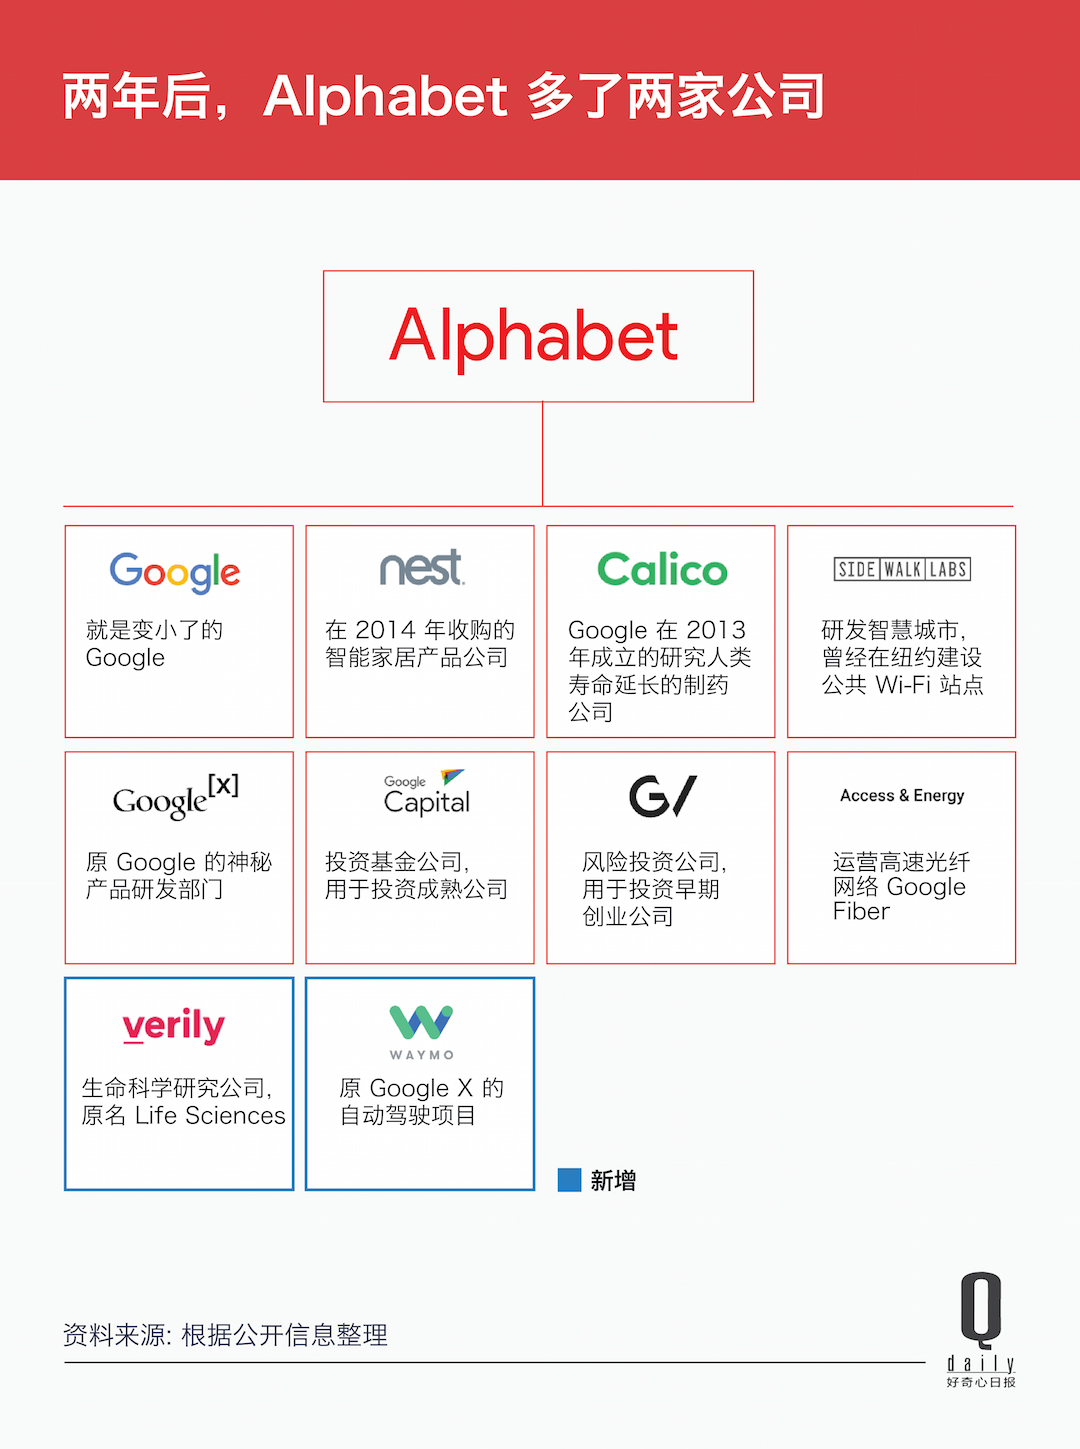 两年后，Alphabet 多了两家公司
Alphabet
Google
就是变小了的
Google
nest
在 2014 年收购的
智能家居产品公司
Calico
Google 在 2013
年成立的研究人类
寿命延长的制药
公司
SIDE WALK LABS
研发智慧城市，
曾经在纽约建设
公共 Wi-Fi 站点
Google[x]
原 Google 的神秘
产品研发部门
Google
Capital
投资基金公司，
用于投资成熟公司
G/
风险投资公司，
用于投资早期
创业公司
Access & Energy
运营高速光纤
网络 Google
Fiber
verily
生命科学研究公司，
原名 Life Sciences
WAYMO
原 Google X 的
自动驾驶项目
新增
资料来源: 根据公开信息整理
Q
daily
好奇心日报